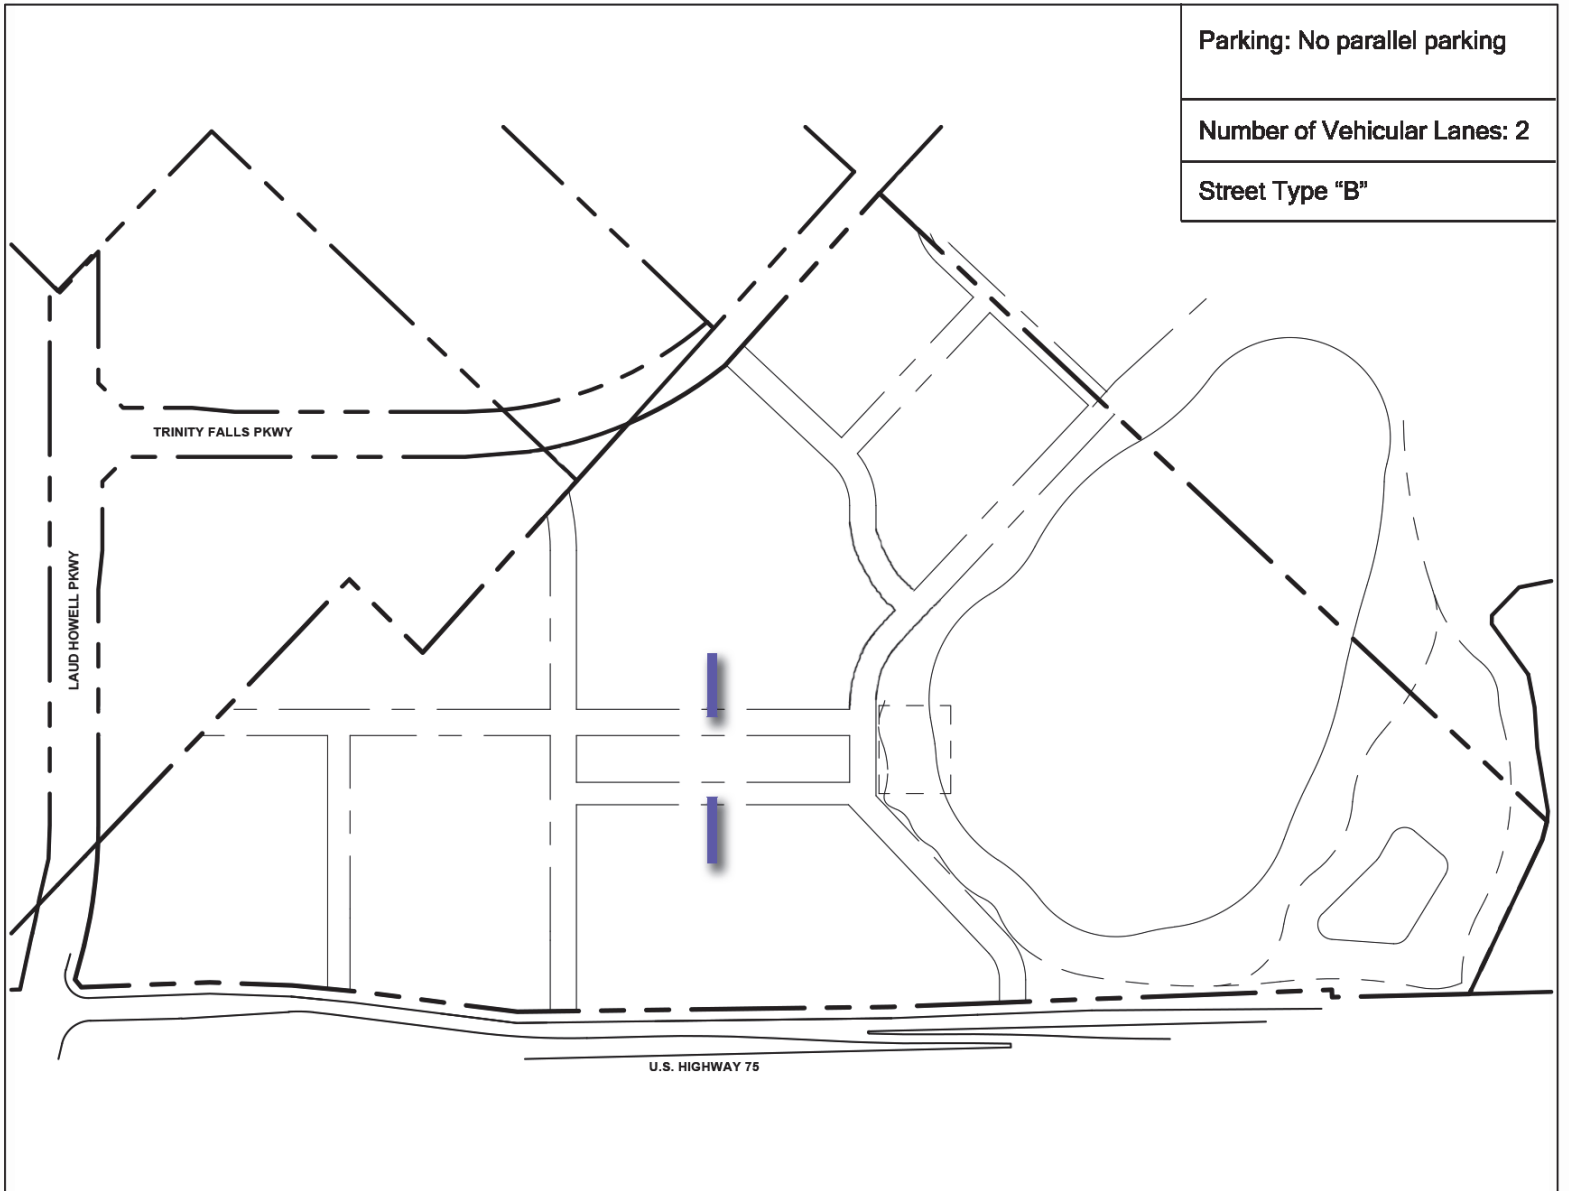 Parking: No parallel parking
Number of Vehicular Lanes: 2
Street Type “B”
TRINITY FALLS PKWY
LAUD HOWELL PKWY
U.S. HIGHWAY 75